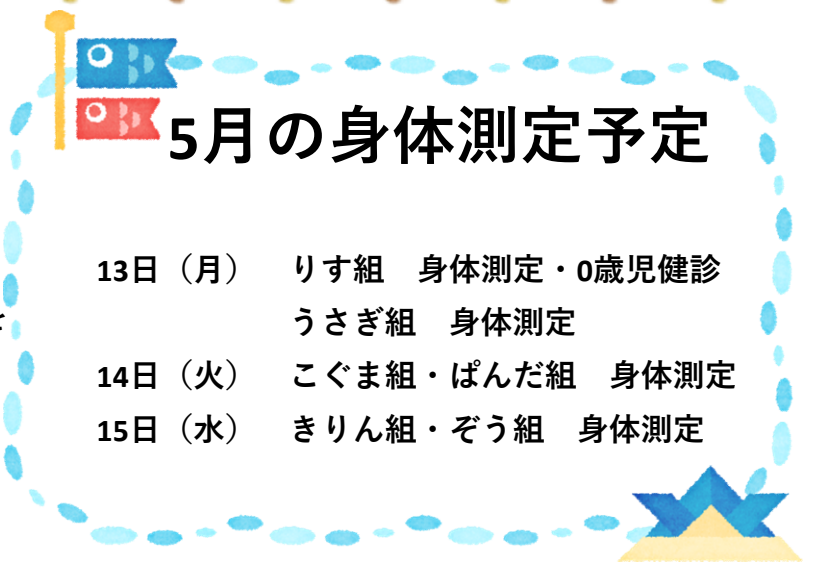 5月の身体測定予定
13日（月）　りす組　身体測定・0歳児健診
うさぎ組　身体測定
14日（火）　こぐま組・ぱんだ組　身体測定
15日（水）　きりん組・ぞう組　身体測定